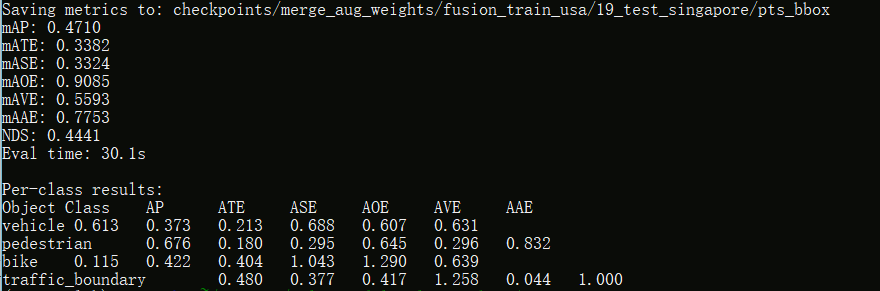 Saving metrics to: checkpoints/merge_aug_weights/fusion_train_usa/19_test_singapore/pts_bbox
mAP: 0.4710
mATE: 0.3382
mASE: 0.3324
mAOE: 0.9085
mAVE: 0.5593
mAAE: 0.7753
NDS: 0.4441
Eval time: 30.1s
Per-class results:
Object Class AP ATE ASE AOE AVE AAE
vehicle 0.613 0.373 0.213 0.688 0.607 0.631
pedestrian 0.676 0.180 0.295 0.645 0.296 0.832
bike 0.115 0.422 0.404 1.043 1.290 0.639
traffic_boundary 0.480 0.377 0.417 1.258 0.044 1.000